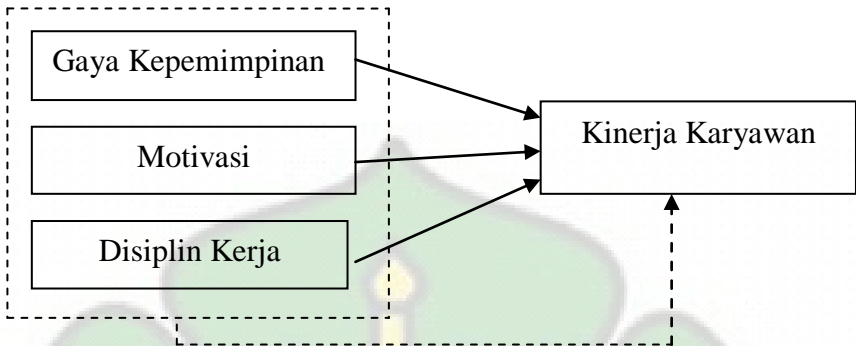 Gaya Kepemimpinan
Motivasi
Disiplin Kerja
Kinerja Karyawan